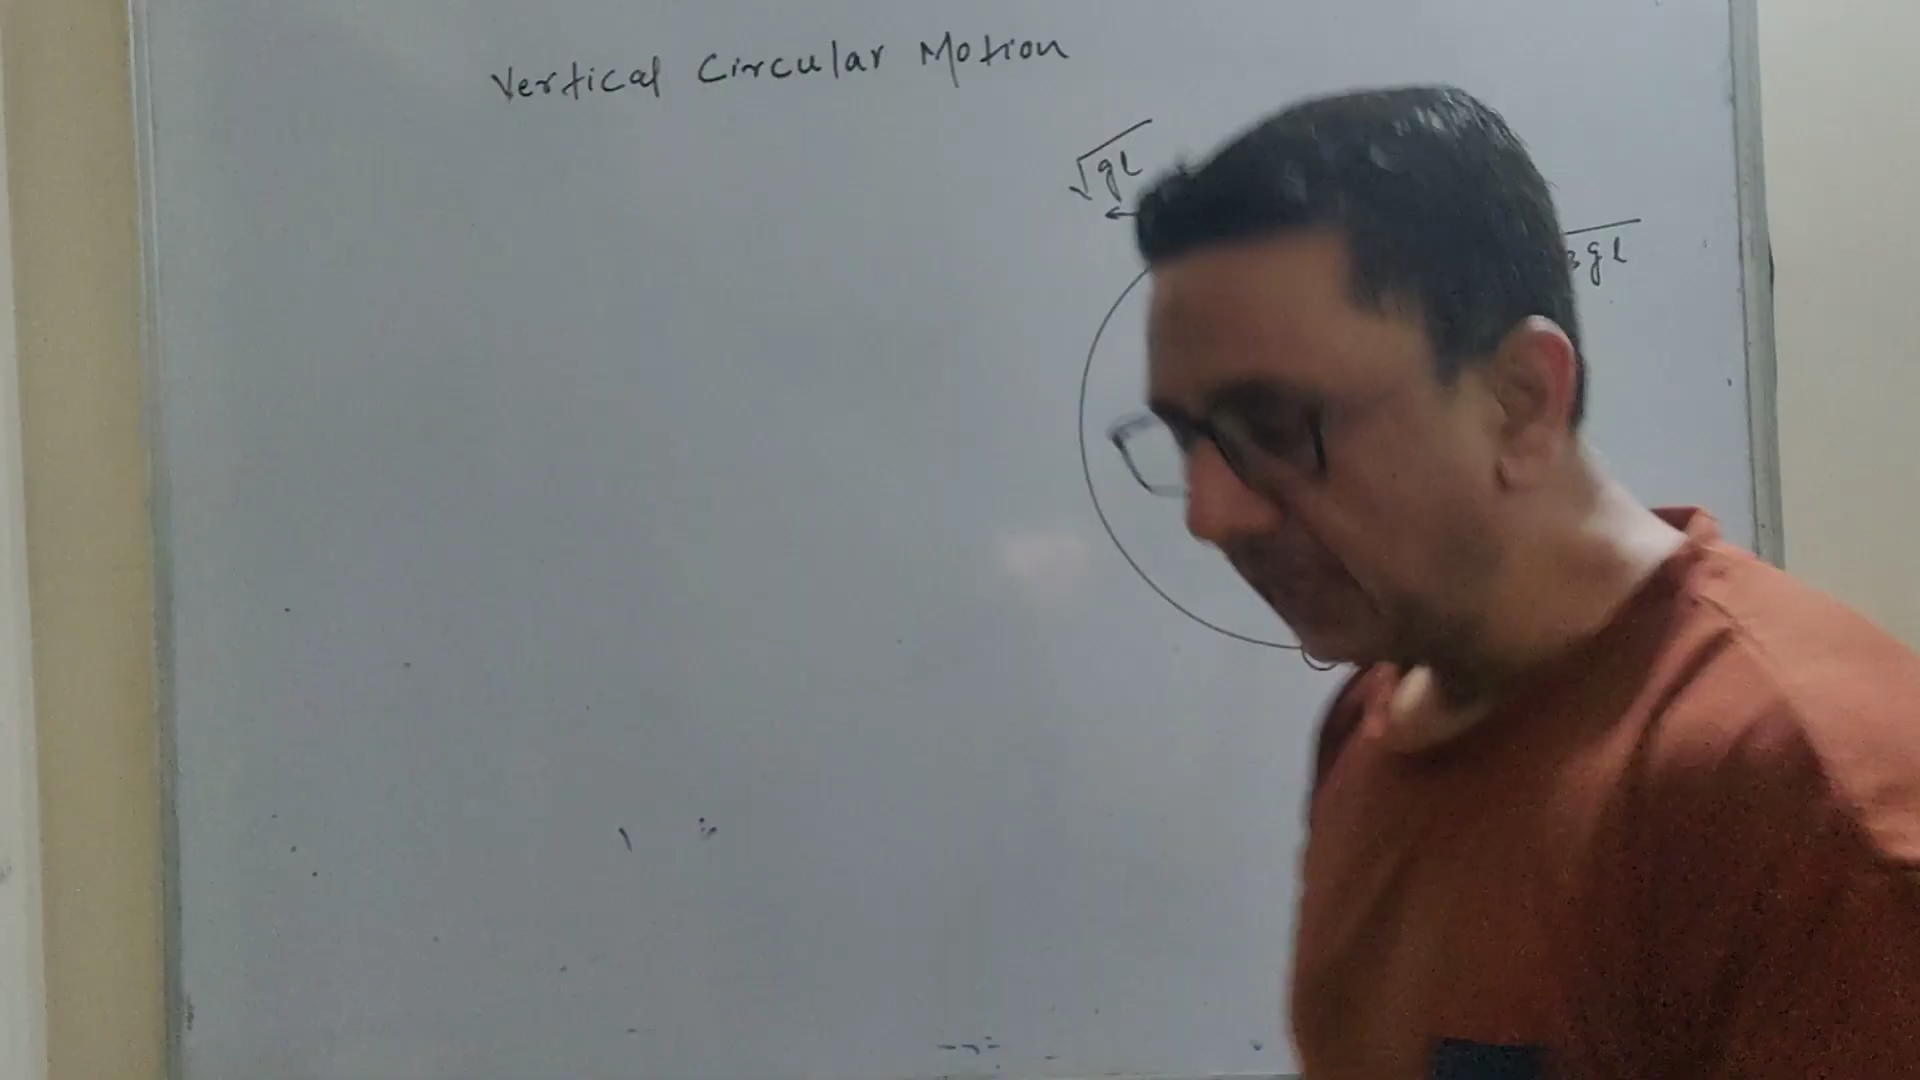 Vertical Circular Motion
√gl
3gl